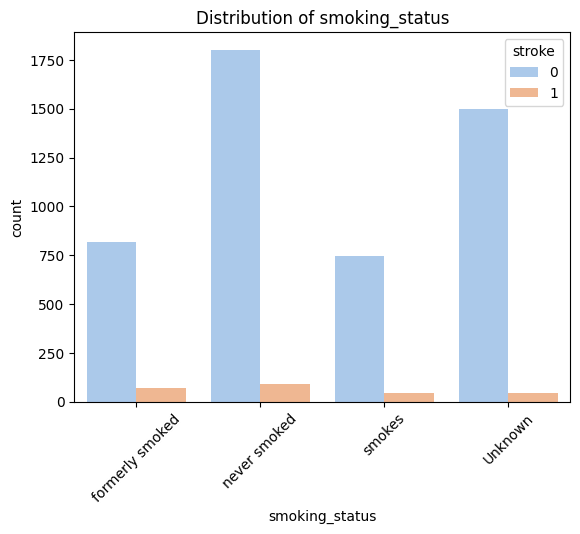 Distribution of smoking_status
stroke
0
1
1750
1500
1250
1000
750
500
250
0
count
formerly smoked
never smoked
smokes
Unknown
smoking_status